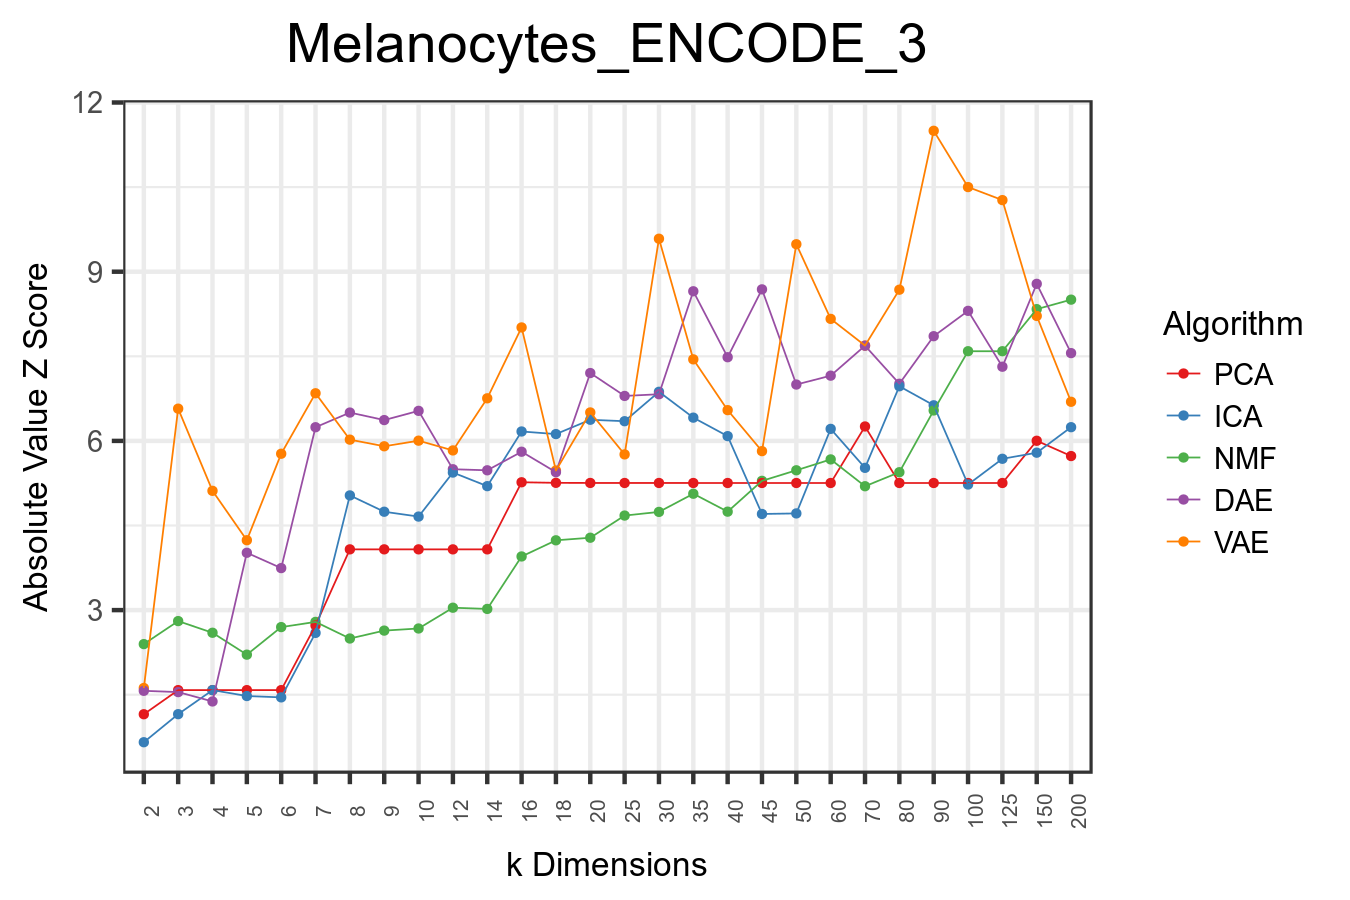 Melanocytes_ENCODE_3
12
9
6
3
Absolute Value Z Score
2 3 4 5 6 7 8 9 10 12 14 16 18 20 25 30 35 40 45 50 60 70 80 90 100 125 150 200
k Dimensions
Algorithm
PCA
ICA
NMF
DAE
VAE